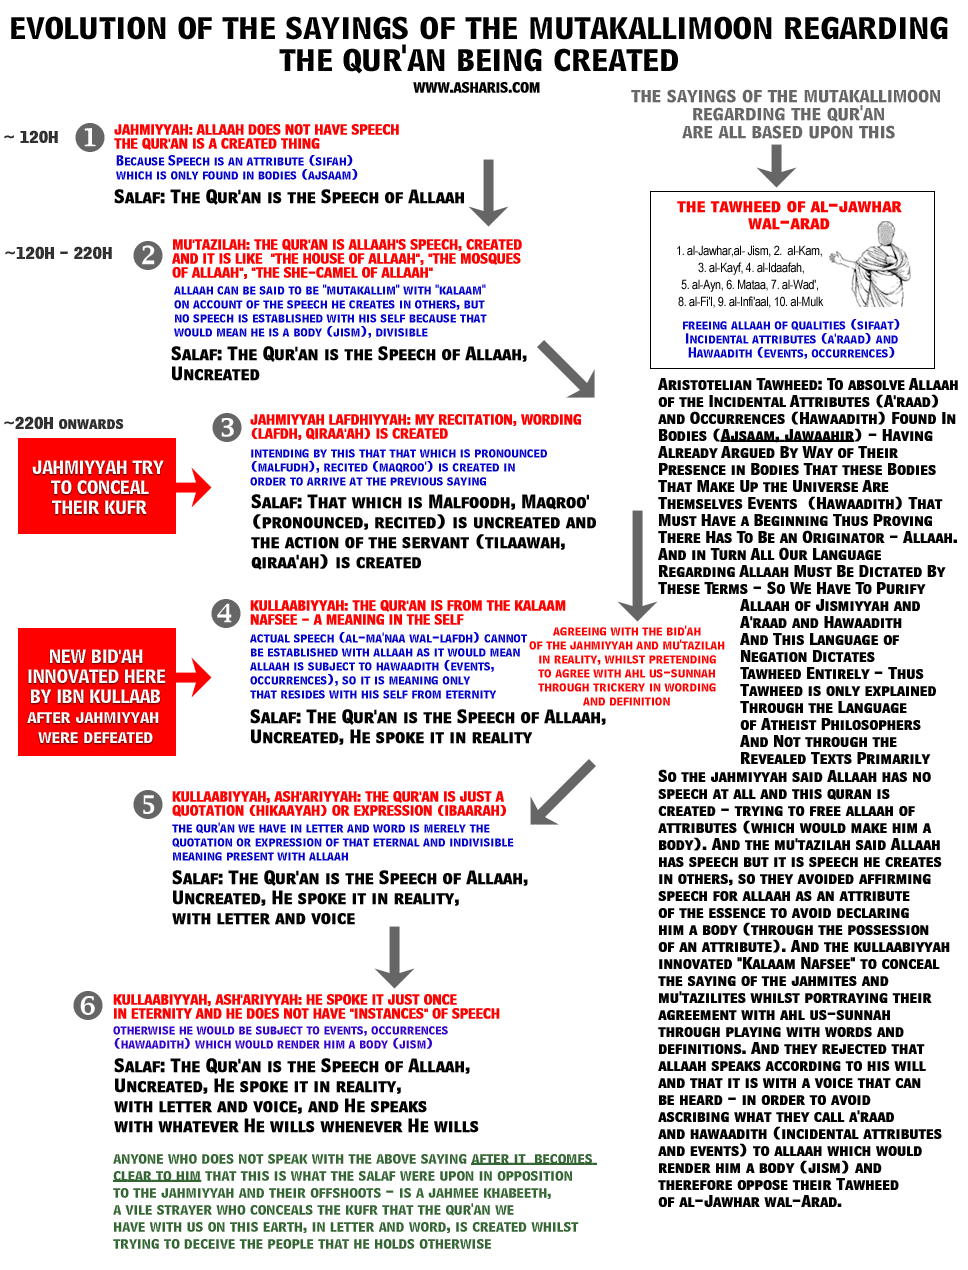 EVOLUTION OF THE SAYINGS OF THE MUTAKALLIMOON REGARDING
THE QUR'AN BEING CREATED
WWW.ASHARIS.COM
~ 120H
1
JAHMIYYAH: ALLAAH DOES NOT HAVE SPEECH
THE QUR'AN IS A CREATED THING
BECAUSE SPEECH IS AN ATTRIBUTE (SIFAH)
WHICH IS ONLY FOUND IN BODIES (AJSAAM)
SALAF: THE QUR'AN IS THE SPEECH OF ALLAAH
~120H - 220H
2
MU'TAZILAH: THE QUR'AN IS ALLAAH'S SPEECH, CREATED
AND IT IS LIKE "THE HOUSE OF ALLAAH", "THE MOSQUES
OF ALLAAH", "THE SHE-CAMEL OF ALLAAH"
ALLAAH CAN BE SAID TO BE "MUTAKALLIM" WITH "KALAAM"
ON ACCOUNT OF THE SPEECH HE CREATES IN OTHERS, BUT
NO SPEECH IS ESTABLISHED WITH HIS SELF BECAUSE THAT
WOULD MEAN HE IS A BODY (JISM), DIVISIBLE
SALAF: THE QUR'AN IS THE SPEECH OF ALLAAH,
UNCREATED
~220H ONWARDS
JAHMIYYAH TRY
TO CONCEAL
THEIR KUFR
3
JAHMIYYAH LAFDHIYYAH: MY RECITATION, WORDING
(LAFDH, QIRAA'AH) IS CREATED
INTENDING BY THIS THAT THAT WHICH IS PRONOUNCED
(MALFUDH), RECITED (MAQROO') IS CREATED IN
ORDER TO ARRIVE AT THE PREVIOUS SAYING
SALAF: THAT WHICH IS MALFOODH, MAQROO'
(PRONOUNCED, RECITED) IS UNCREATED AND
THE ACTION OF THE SERVANT (TILAAWAH,
QIRAA'AH) IS CREATED
NEW BID'AH
INNOVATED HERE
BY IBN KULLAAB
AFTER JAHMIYYAH
WERE DEFEATED
4
KULLAABIYYAH: THE QUR'AN IS FROM THE KALAAM
NAFSEE - A MEANING IN THE SELF
ACTUAL SPEECH (AL-MA'NAA WAL-LAFDH) CANNOT
BE ESTABLISHED WITH ALLAAH AS IT WOULD MEAN
ALLAAH IS SUBJECT TO HAWAADITH (EVENTS,
OCCURRENCES), SO IT IS MEANING ONLY
THAT RESIDES WITH HIS SELF FROM ETERNITY
SALAF: THE QUR'AN IS THE SPEECH OF ALLAAH,
UNCREATED, HE SPOKE IT IN REALITY
AGREEING WITH THE BID'AH
OF THE JAHMIYYAH AND MU'TAZILAH
IN REALITY, WHILST PRETENDING
TO AGREE WITH AHL US-SUNNAH
THROUGH TRICKERY IN WORDING
AND DEFINITION
5
KULLAABIYYAH, ASH'ARIYYAH: THE QUR'AN IS JUST A
QUOTATION (HIKAAYAH) OR EXPRESSION (IBAARAH)
THE QUR'AN WE HAVE IN LETTER AND WORD IS MERELY THE
QUOTATION OR EXPRESSION OF THAT ETERNAL AND INDIVISIBLE
MEANING PRESENT WITH ALLAAH
SALAF: THE QUR'AN IS THE SPEECH OF ALLAAH,
UNCREATED, HE SPOKE IT IN REALITY,
WITH LETTER AND VOICE
6
KULLAABIYYAH, ASH'ARIYYAH: HE SPOKE IT JUST ONCE
IN ETERNITY AND HE DOES NOT HAVE "INSTANCES" OF SPEECH
OTHERWISE HE WOULD BE SUBJECT TO EVENTS, OCCURRENCES
(HAWAADITH) WHICH WOULD RENDER HIM A BODY (JISM)
SALAF: THE QUR'AN IS THE SPEECH OF ALLAAH,
UNCREATED, HE SPOKE IT IN REALITY,
WITH LETTER AND VOICE, AND HE SPEAKS
WITH WHATEVER HE WILLS WHENEVER HE WILLS
ANYONE WHO DOES NOT SPEAK WITH THE ABOVE SAYING AFTER IT BECOMES
CLEAR TO HIM THAT THIS IS WHAT THE SALAF WERE UPON IN OPPOSITION
TO THE JAHMIYYAH AND THEIR OFFSHOOTS - IS A JAHMEE KHABEETH,
A VILE STRAYER WHO CONCEALS THE KUFR THAT THE QUR'AN WE
HAVE WITH US ON THIS EARTH, IN LETTER AND WORD, IS CREATED WHILST
TRYING TO DECEIVE THE PEOPLE THAT HE HOLDS OTHERWISE
THE SAYINGS OF THE MUTAKALLIMOON
REGARDING THE QUR'AN
ARE ALL BASED UPON THIS
THE TAWHEED OF AL-JAWHAR
WAL-ARAD
1. al-Jawhar,al- Jism, 2. al-Kam,
3. al-Kayf, 4. al-Idaafah,
5. al-Ayn, 6. Mataa, 7. al-Wad',
8. al-Fi'l, 9. al-Infi'aal, 10. al-Mulk
FREEING ALLAAH OF QUALITIES (SIFAAT)
INCIDENTAL ATTRIBUTES (A'RAAD) AND
HAWAADITH (EVENTS, OCCURRENCES)
ARISTOTELIAN TAWHEED: TO ABSOLVE ALLAAH
OF THE INCIDENTAL ATTRIBUTES (A'RAAD)
AND OCCURRENCES (HAWAADITH) FOUND IN
BODIES (AJSAAM, JAWAAHIR) - HAVING
ALREADY ARGUED BY WAY OF THEIR
PRESENCE IN BODIES THAT THESE BODIES
THAT MAKE UP THE UNIVERSE ARE
THEMSELVES EVENTS (HAWAADITH) THAT
MUST HAVE A BEGINNING THUS PROVING
THERE HAS TO BE AN ORIGINATOR - ALLAAH.
AND IN TURN ALL OUR LANGUAGE
REGARDING ALLAAH MUST BE DICTATED BY
THESE TERMS - SO WE HAVE TO PURIFY
ALLAAH OF JISMIYYAH AND
A'RAAD AND HAWAADITH
AND THIS LANGUAGE OF
NEGATION DICTATES
TAWHEED ENTIRELY - THUS
TAWHEED IS ONLY EXPLAINED
THROUGH THE LANGUAGE
OF ATHEIST PHILOSOPHERS
AND NOT THROUGH THE
REVEALED TEXTS PRIMARILY
SO THE JAHMIYYAH SAID ALLAAH HAS NO
SPEECH AT ALL AND THIS QURAN IS
CREATED - TRYING TO FREE ALLAAH OF
ATTRIBUTES (WHICH WOULD MAKE HIM A
BODY). AND THE MU'TAZILAH SAID ALLAAH
HAS SPEECH BUT IT IS SPEECH HE CREATES
IN OTHERS, SO THEY AVOIDED AFFIRMING
SPEECH FOR ALLAAH AS AN ATTRIBUTE
OF THE ESSENCE TO AVOID DECLARING
HIM A BODY (THROUGH THE POSSESSION
OF AN ATTRIBUTE). AND THE KULLAABIYYAH
INNOVATED "KALAAM NAFSEE" TO CONCEAL
THE SAYING OF THE JAHMITES AND
MU'TAZILITES WHILST PORTRAYING THEIR
AGREEMENT WITH AHL US-SUNNAH
THROUGH PLAYING WITH WORDS AND
DEFINITIONS. AND THEY REJECTED THAT
ALLAAH SPEAKS ACCORDING TO HIS WILL
AND THAT IT IS WITH A VOICE THAT CAN
BE HEARD - IN ORDER TO AVOID
ASCRIBING WHAT THEY CALL A'RAAD
AND HAWAADITH (INCIDENTAL ATTRIBUTES
AND EVENTS) TO ALLAAH WHICH WOULD
RENDER HIM A BODY (JISM) AND
THEREFORE OPPOSE THEIR TAWHEED
OF AL-JAWHAR WAL-ARAD.